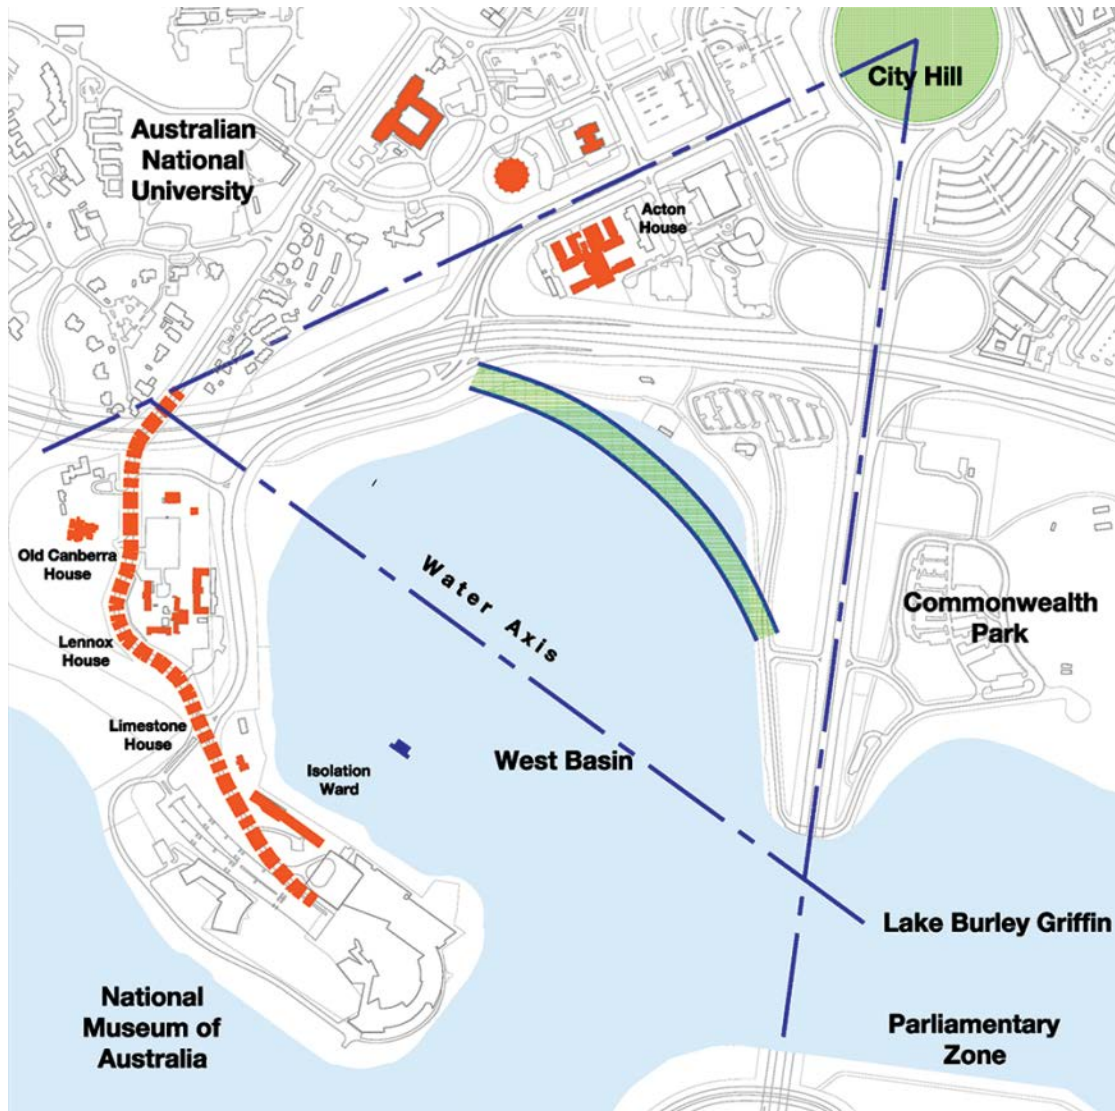 City Hill
Australian
National
University
Acton
House
Old Canberra
House
Water Axis
Commonwealth
Park
Lennox
House
Limestone
House
West Basin
Isolation
Ward
Lake Burley Griffin
National
Museum of
Australia
Parliamentary
Zone